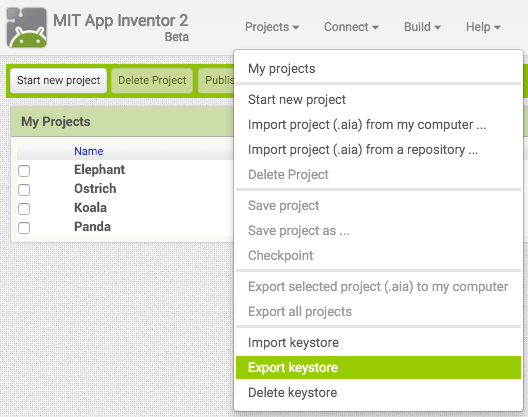 MIT App Inventor 2
Beta
Projects Connect Build Help
Start new project Delete Project Publis
My Projects
Name
Elephant
Ostrich
Koala
Panda
My projects
Start new project
Import project (.aia) from my computer ...
Import project (.aia) from a repository ...
Delete Project
Save project
Save project as ...
Checkpoint
Export selected project (.aia) to my computer
Export all projects
Import keystore
Export keystore
Delete keystore